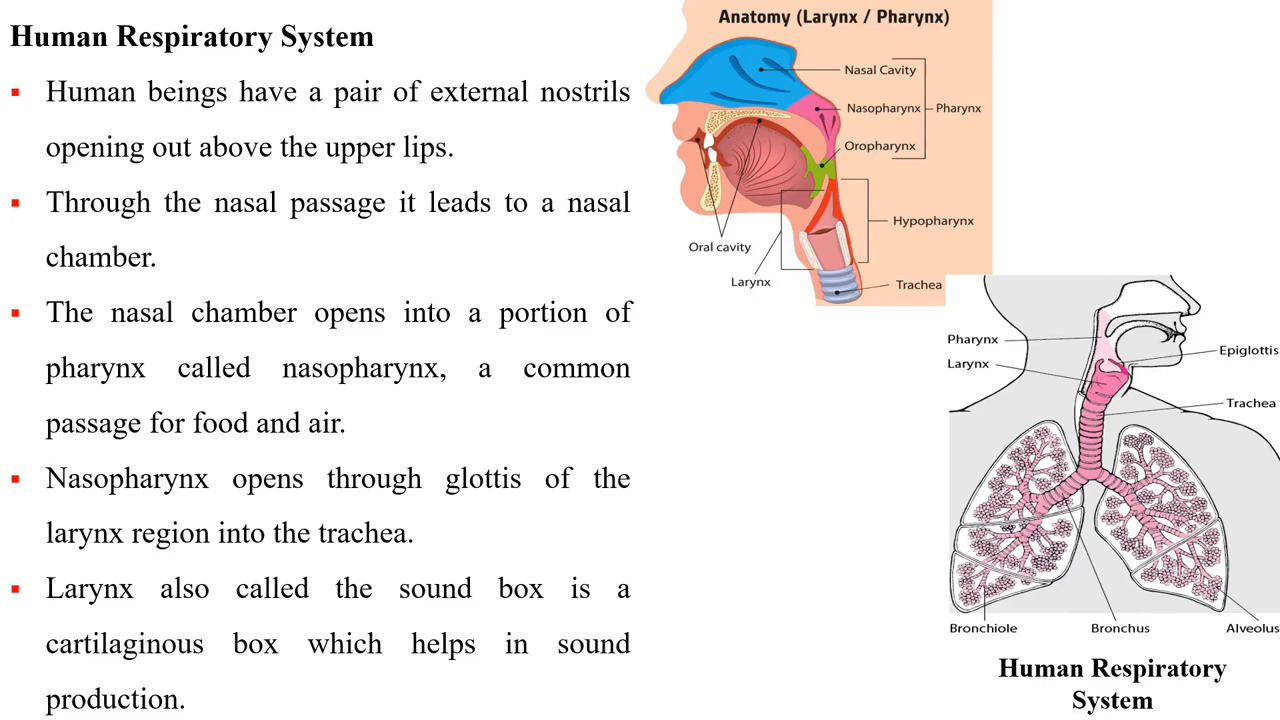 Human Respiratory System
▪ Human beings have a pair of external nostrils
opening out above the upper lips.
▪ Through the nasal passage it leads to a nasal
chamber.
▪ The nasal chamber opens into a portion of
pharynx called nasopharynx, a common
passage for food and air.
▪ Nasopharynx opens through glottis of the
larynx region into the trachea.
▪ Larynx also called the sound box is a
cartilaginous box which helps in sound
production.
Anatomy (Larynx / Pharynx)
Nasal Cavity
Nasopharynx
Pharynx
Oropharynx
Hypopharynx
Oral cavity
Larynx
Trachea
Pharynx
Larynx
Epiglottis
Trachea
Bronchiole
Bronchus
Alveolus
Human Respiratory
System